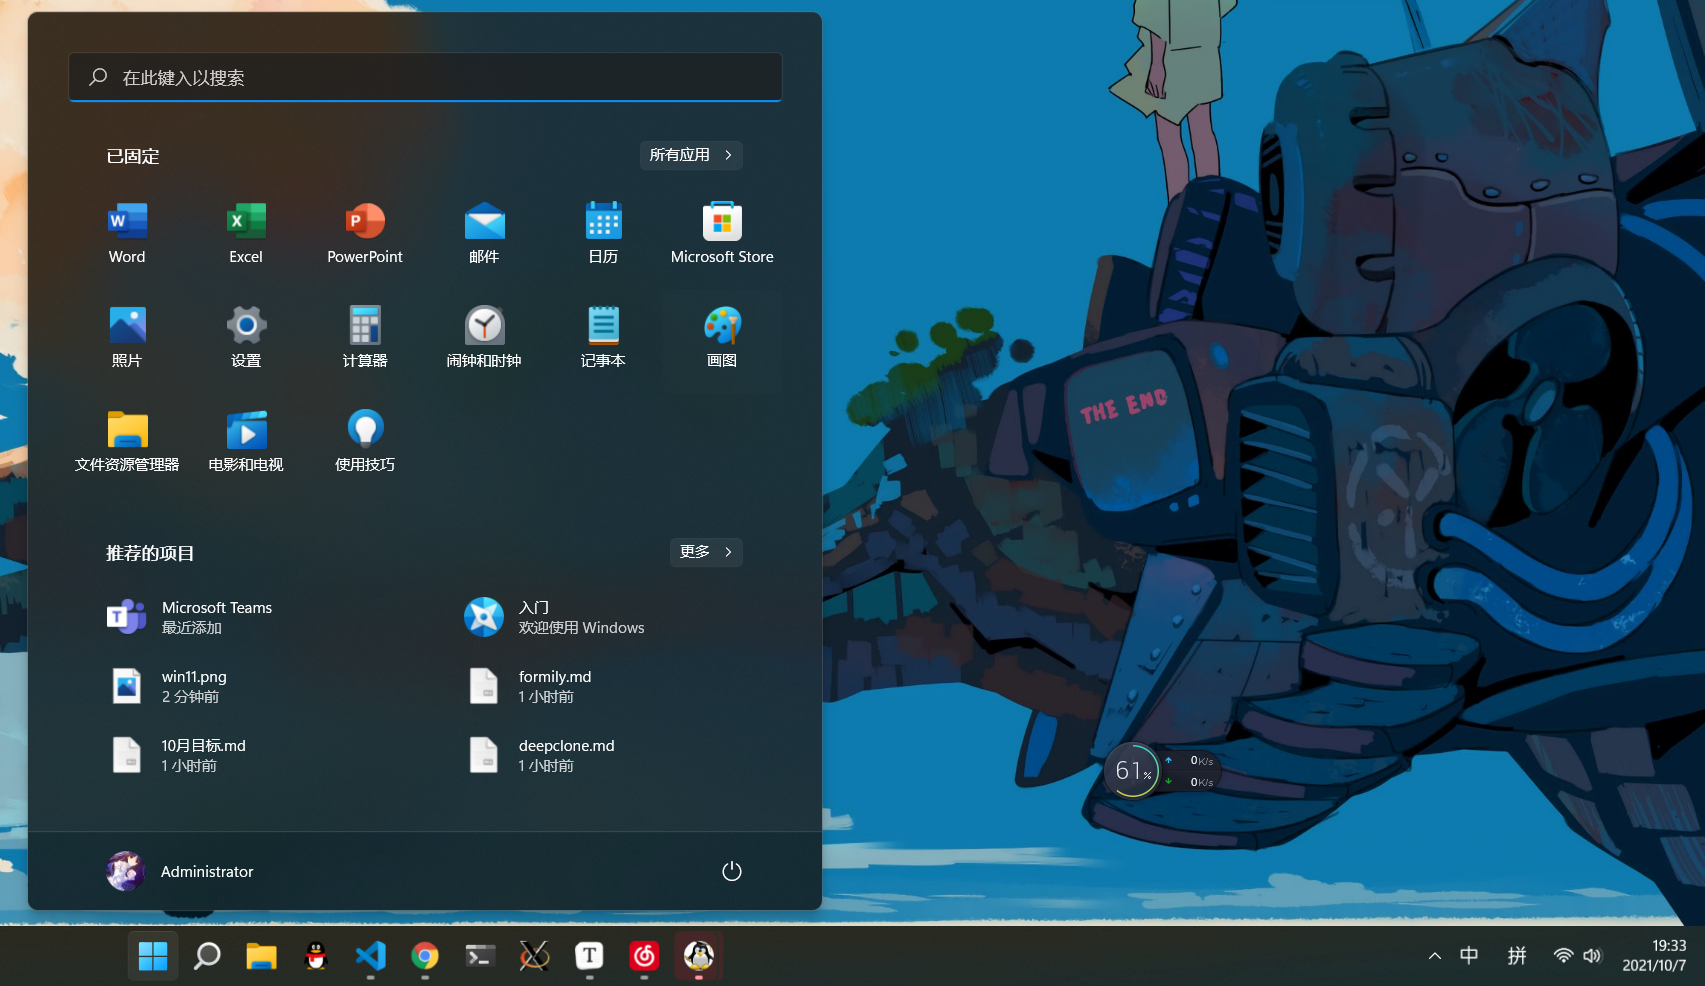 在此键入以搜索
已固定
所有应用
Word
Excel
PowerPoint
邮件
日历
Microsoft Store
照片
设置
计算器
闹钟和时钟
记事本
画图
文件资源管理器
电影和电视
使用技巧
推荐的项目
更多
Microsoft Teams
最近添加
入门
欢迎使用 Windows
win11.png
2 分钟前
formily.md
1 小时前
10月目标.md
1 小时前
deepclone.md
1 小时前
Administrator
THE END
61%
0K/s
0K/s
中
拼
19:33
2021/10/7